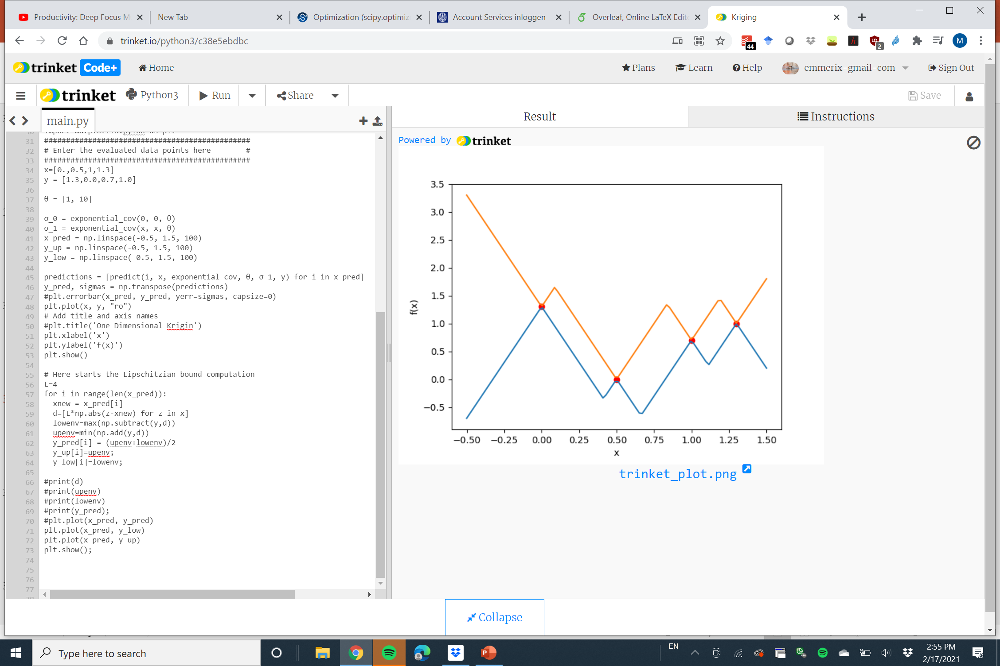 Productivity: Deep Focus M
New Tab
Optimization (scipy.optimiz
Account Services inloggen
Overleaf, Online LaTeX Edit
Kriging
trinket.io/python3/c38e5ebdbc
44
2
M
trinket Code+
Home
Plans
Learn
Help
emmerix-gmail-com
Sign Out
trinket
Python3
Run
Share
Save
main.py
Result
Instructions
Powered by trinket
30 import matplotlib.pylab as plt
31 ###############################################
32 # Enter the evaluated data points here        #
33 ###############################################
34 x=[0.,0.5,1,1.3]
35 y = [1.3,0.0,0.7,1.0]
36
37 θ = [1, 10]
38
39 σ_0 = exponential_cov(0, 0, θ)
40 σ_1 = exponential_cov(x, x, θ)
41 x_pred = np.linspace(-0.5, 1.5, 100)
42 y_up = np.linspace(-0.5, 1.5, 100)
43 y_low = np.linspace(-0.5, 1.5, 100)
44
45 predictions = [predict(i, x, exponential_cov, θ, σ_1, y) for i in x_pred]
46 y_pred, sigmas = np.transpose(predictions)
47 #plt.errorbar(x_pred, y_pred, yerr=sigmas, capsize=0)
48 plt.plot(x, y, "ro")
49 # Add title and axis names
50 #plt.title('One Dimensional Krigin')
51 plt.xlabel('x')
52 plt.ylabel('f(x)')
53 plt.show()
54
55 # Here starts the Lipschitzian bound computation
56 L=4
57 for i in range(len(x_pred)):
58   xnew = x_pred[i]
59   d=[L*np.abs(z-xnew) for z in x]
60   lowenv=max(np.subtract(y,d))
61   upenv=min(np.add(y,d))
62   y_pred[i] = (upenv+lowenv)/2
63   y_up[i]=upenv;
64   y_low[i]=lowenv;
65
66 #print(d)
67 #print(upenv)
68 #print(lowenv)
69 #print(y_pred);
70 #plt.plot(x_pred, y_pred)
71 plt.plot(x_pred, y_low)
72 plt.plot(x_pred, y_up)
73 plt.show();
74
75
76
77
3.5
3.0
2.5
2.0
1.5
1.0
0.5
0.0
−0.5
f(x)
−0.50 −0.25 0.00 0.25 0.50 0.75 1.00 1.25 1.50
x
trinket_plot.png
Collapse
Type here to search
EN
2:55 PM
2/17/2021